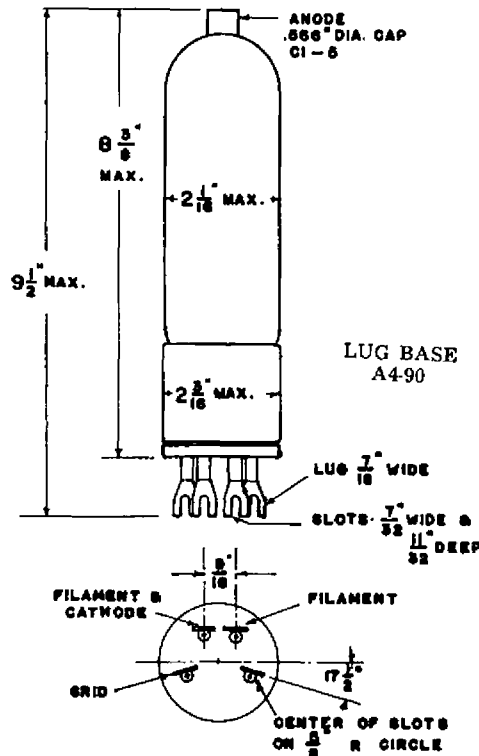 ANODE
.566" DIA. CAP
C1-5
8 3/8"
MAX.
2 1/16" MAX.
9 1/2" MAX.
LUG BASE
A4-90
2 3/16" MAX.
LUG 7/16" WIDE
SLOTS 7/32" WIDE &
11/32" DEEP
9/16"
FILAMENT &
CATHODE
FILAMENT
GRID
17 1/2°
CENTER OF SLOTS
ON 5/8" R CIRCLE